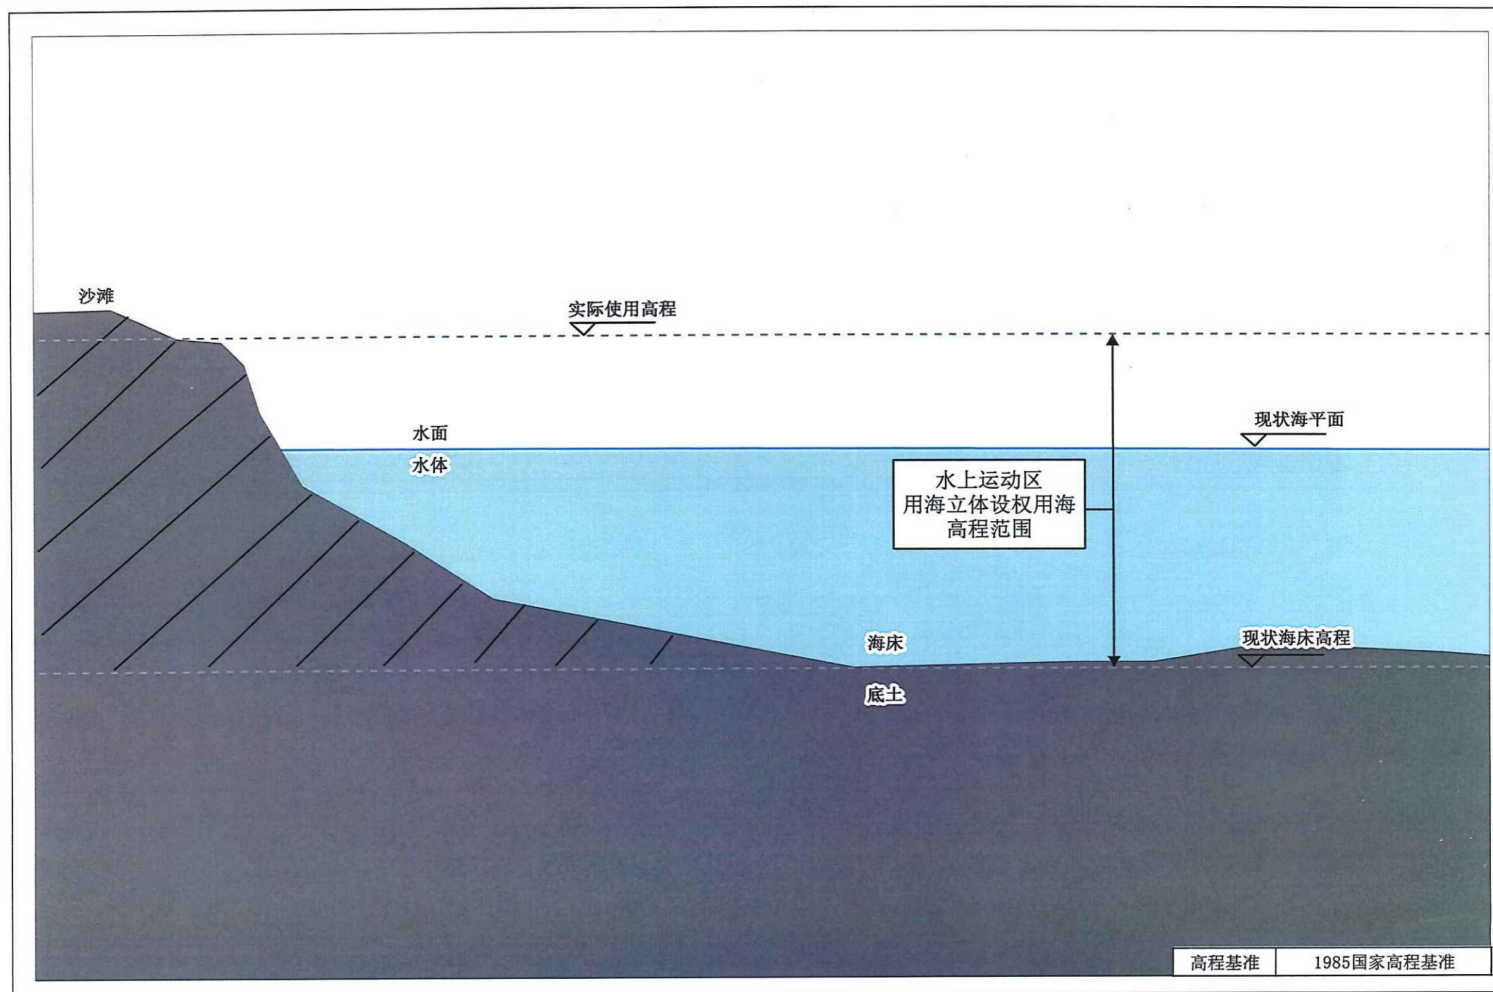 沙滩
实际使用高程
现状海平面
水面
水体
水上运动区
用海立体设权用海
高程范围
海床
现状海床高程
底土
高程基准 1985国家高程基准